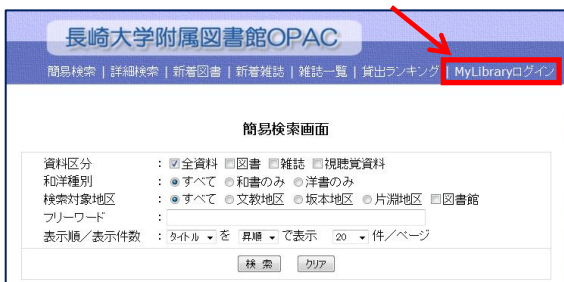 長崎大学附属図書館OPAC
簡易検索 | 詳細検索 | 新着図書 | 新着雑誌 | 雑誌一覧 | 貸出ランキング | MyLibraryログイン
簡易検索画面
資料区分 : 全資料 図書 雑誌 視聴覚資料
和洋種別 : すべて 和書のみ 洋書のみ
検索対象地区 : すべて 文教地区 坂本地区 片淵地区 図書館
フリーワード :
表示順／表示件数 : タイトル を 昇順 で表示 20 件／ページ
検索 クリア